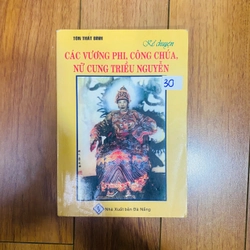 TÔN THẤT BÌNH
Kể chuyện
CÁC VƯƠNG PHI, CÔNG CHÚA,
NỮ CUNG TRIỀU NGUYỄN
30
Nhà Xuất bản Đà Nẵng